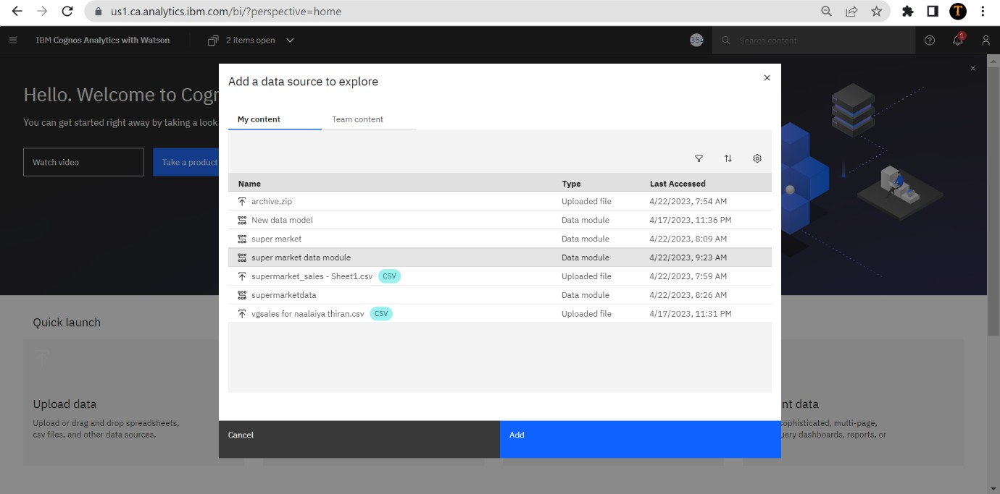 us1.ca.analytics.ibm.com/bi/?perspective=home
T
IBM Cognos Analytics with Watson
2 items open
354
Search content
1
Add a data source to explore
Hello. Welcome to Cogn
You can get started right away by taking a look
Watch video
Take a product
My content
Team content
Name Type Last Accessed
archive.zip Uploaded file 4/22/2023, 7:54 AM
New data model Data module 4/17/2023, 11:36 PM
super market Data module 4/22/2023, 8:09 AM
super market data module Data module 4/22/2023, 9:23 AM
supermarket_sales - Sheet1.csv CSV Uploaded file 4/22/2023, 7:59 AM
supermarketdata Data module 4/22/2023, 8:26 AM
vgsales for naalaiya thiran.csv CSV Uploaded file 4/17/2023, 11:31 PM
Quick launch
Upload data
Upload or drag and drop spreadsheets,
csv files, and other data sources.
nt data
sophisticated, multi-page,
uery dashboards, reports, or
Cancel
Add